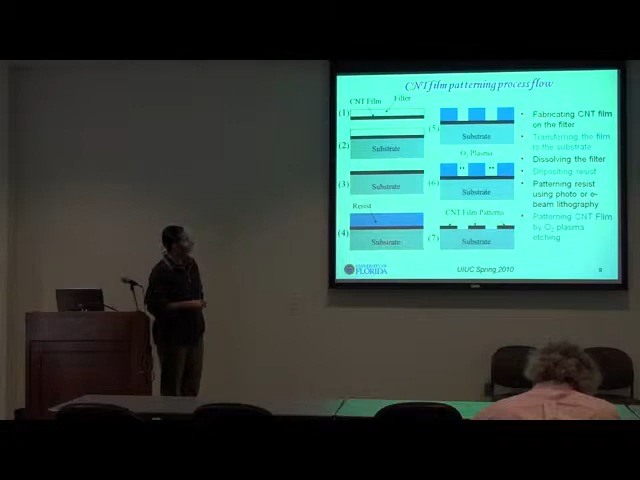 CNT film patterning process flow
CNT Film
Filter
(1)
(2)
Substrate
(3)
Substrate
Resist
(4)
Substrate
(5)
Substrate
O2 Plasma
(6)
Substrate
CNT Film Patterns
(7)
Substrate
• Fabricating CNT film
on the filter
• Transferring the film
to the substrate
• Dissolving the filter
• Depositing resist
• Patterning resist
using photo or e-
beam lithography
• Patterning CNT Film
by O2 plasma
etching
UNIVERSITY OF
FLORIDA
UIUC Spring 2010